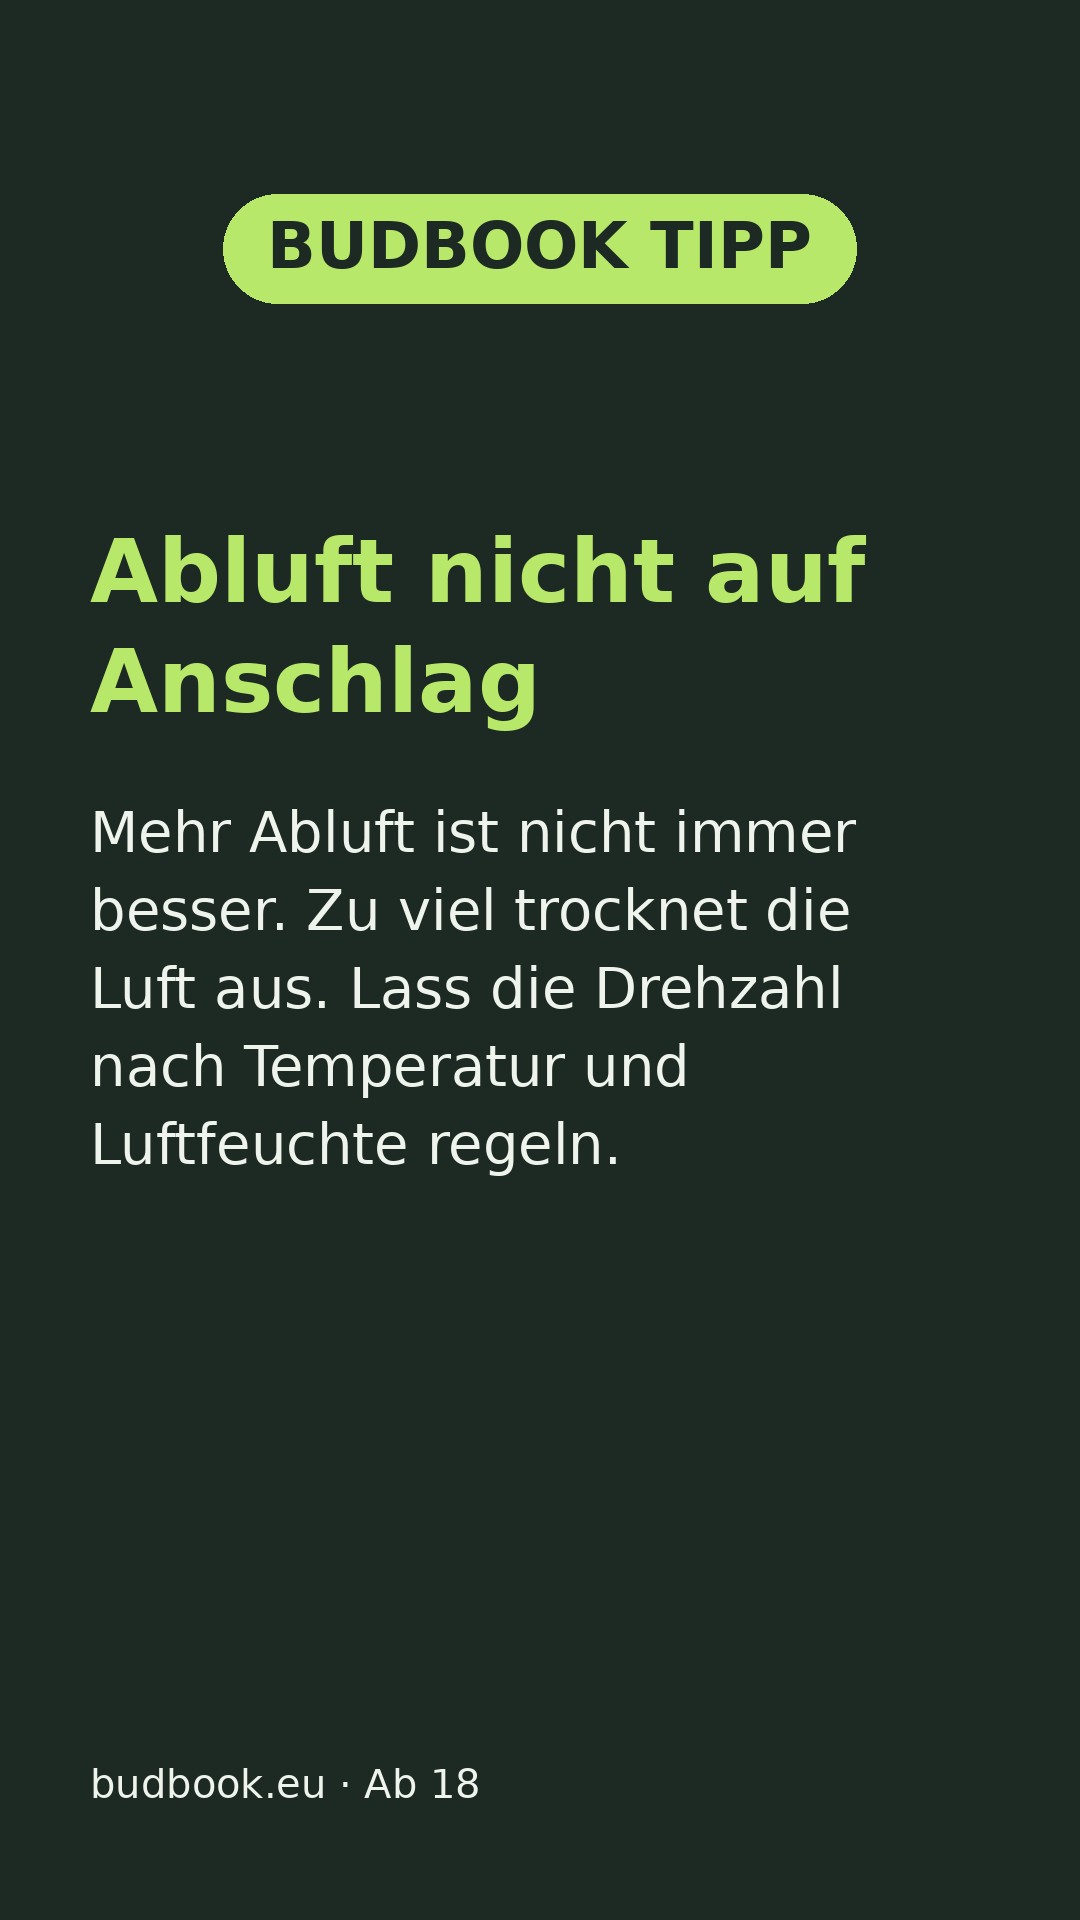 BUDBOOK TIPP
Abluft nicht auf
Anschlag
Mehr Abluft ist nicht immer
besser. Zu viel trocknet die
Luft aus. Lass die Drehzahl
nach Temperatur und
Luftfeuchte regeln.
budbook.eu · Ab 18